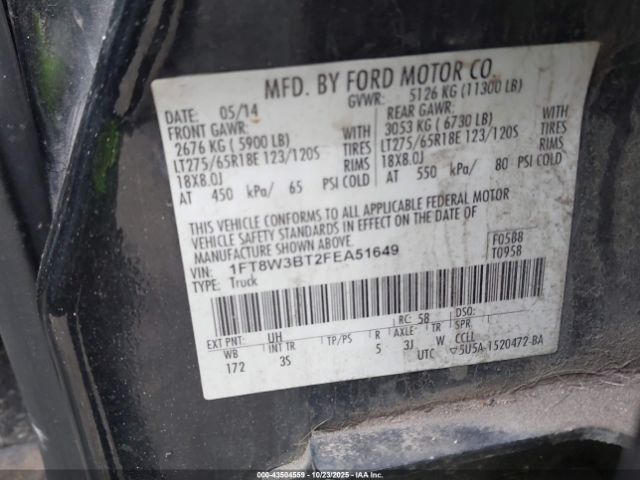 MFD. BY FORD MOTOR CO.
DATE: 05/14 GVWR: 5126 KG (11300 LB)
FRONT GAWR: REAR GAWR:
2676 KG (5900 LB) WITH 3053 KG (6730 LB) WITH
LT275/65R18E 123/120S TIRES LT275/65R18E 123/120S TIRES
18X8.0J RIMS 18X8.0J RIMS
AT 450 kPa/ 65 PSI COLD AT 550 kPa/ 80 PSI COLD
THIS VEHICLE CONFORMS TO ALL APPLICABLE FEDERAL MOTOR
VEHICLE SAFETY STANDARDS IN EFFECT ON THE DATE OF
MANUFACTURE SHOWN ABOVE.
VIN: 1FT8W3BT2FEA51649 F0588
TYPE: Truck T0958
EXT PNT: UH RC: 58 DSO:
WB INT TR TP/PS R AXLE TR SPR
172 3S 5 3J W CCLL
UTC ▽5U5A-1520472-BA
© IAA Holdings, LLC
000 - 43504559 10/23/2025 - IAAI.COM